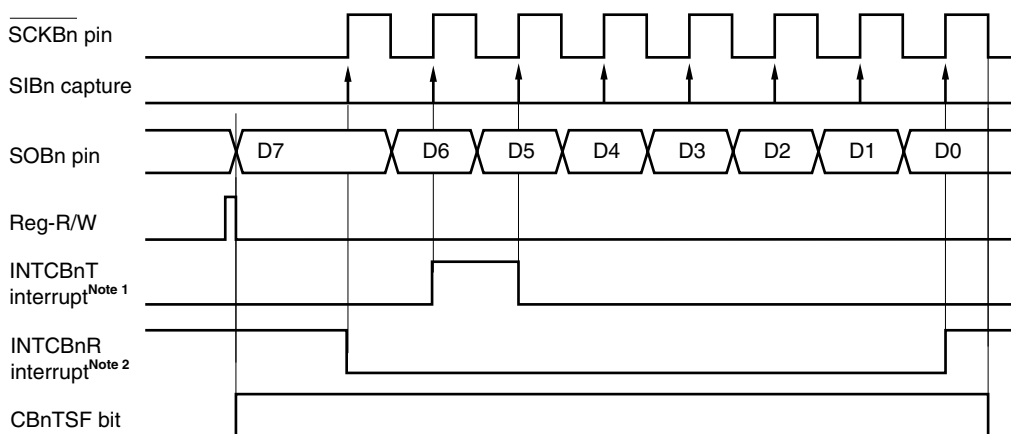 SCKBn pin
SIBn capture
SOBn pin D7 D6 D5 D4 D3 D2 D1 D0
Reg-R/W
INTCBnT
interruptNote 1
INTCBnR
interruptNote 2
CBnTSF bit